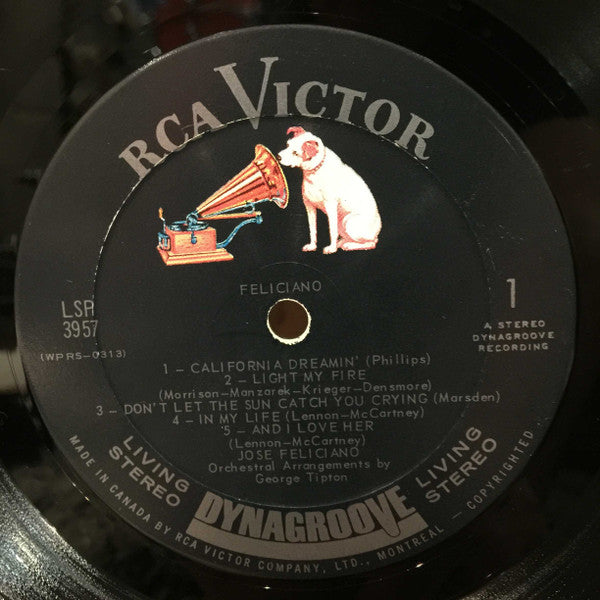 RCA VICTOR
FELICIANO
LSP
3957
(WPRS-0313)
1
A STEREO
DYNAGROOVE
RECORDING
1 – CALIFORNIA DREAMIN' (Phillips)
2 – LIGHT MY FIRE
(Morrison–Manzarek–Krieger–Densmore)
3 – DON'T LET THE SUN CATCH YOU CRYING (Marsden)
4 – IN MY LIFE (Lennon–McCartney)
5 – AND I LOVE HER
(Lennon–McCartney)
JOSE FELICIANO
Orchestral Arrangements by
George Tipton
LIVING
STEREO
DYNAGROOVE
LIVING
STEREO
MADE IN CANADA BY RCA VICTOR COMPANY, LTD., MONTREAL — COPYRIGHTED